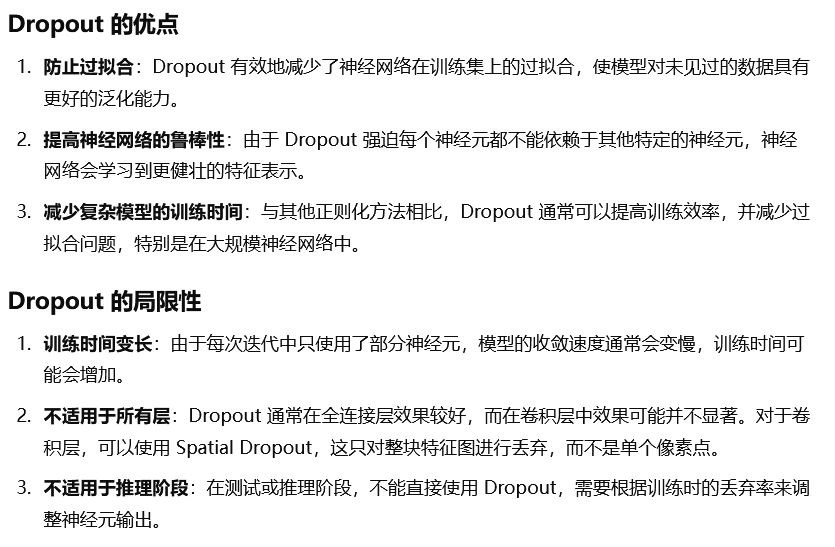 Dropout 的优点
1. 防止过拟合：Dropout 有效地减少了神经网络在训练集上的过拟合，使模型对未见过的数据具有
更好的泛化能力。
2. 提高神经网络的鲁棒性：由于 Dropout 强迫每个神经元都不能依赖于其他特定的神经元，神经
网络会学习到更健壮的特征表示。
3. 减少复杂模型的训练时间：与其他正则化方法相比，Dropout 通常可以提高训练效率，并减少过
拟合问题，特别是在大规模神经网络中。
Dropout 的局限性
1. 训练时间变长：由于每次迭代中只使用了部分神经元，模型的收敛速度通常会变慢，训练时间可
能会增加。
2. 不适用于所有层：Dropout 通常在全连接层效果较好，而在卷积层中效果可能并不显著。对于卷
积层，可以使用 Spatial Dropout，这只对整块特征图进行丢弃，而不是单个像素点。
3. 不适用于推理阶段：在测试或推理阶段，不能直接使用 Dropout，需要根据训练时的丢弃率来调
整神经元输出。